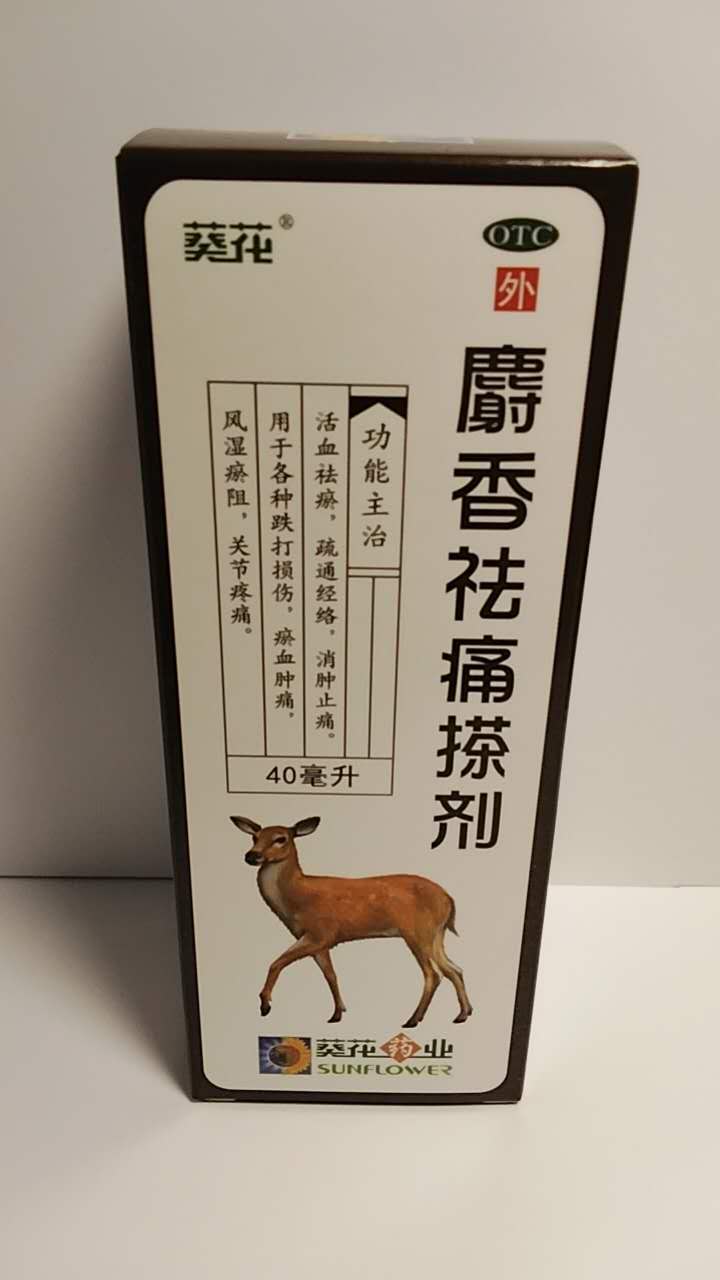 葵花®
OTC
外
麝香祛痛搽剂
功能主治
活血祛瘀，疏通经络，消肿止痛。
用于各种跌打损伤，瘀血肿痛，
风湿瘀阻，关节疼痛。
40毫升
葵花药业
SUNFLOWER